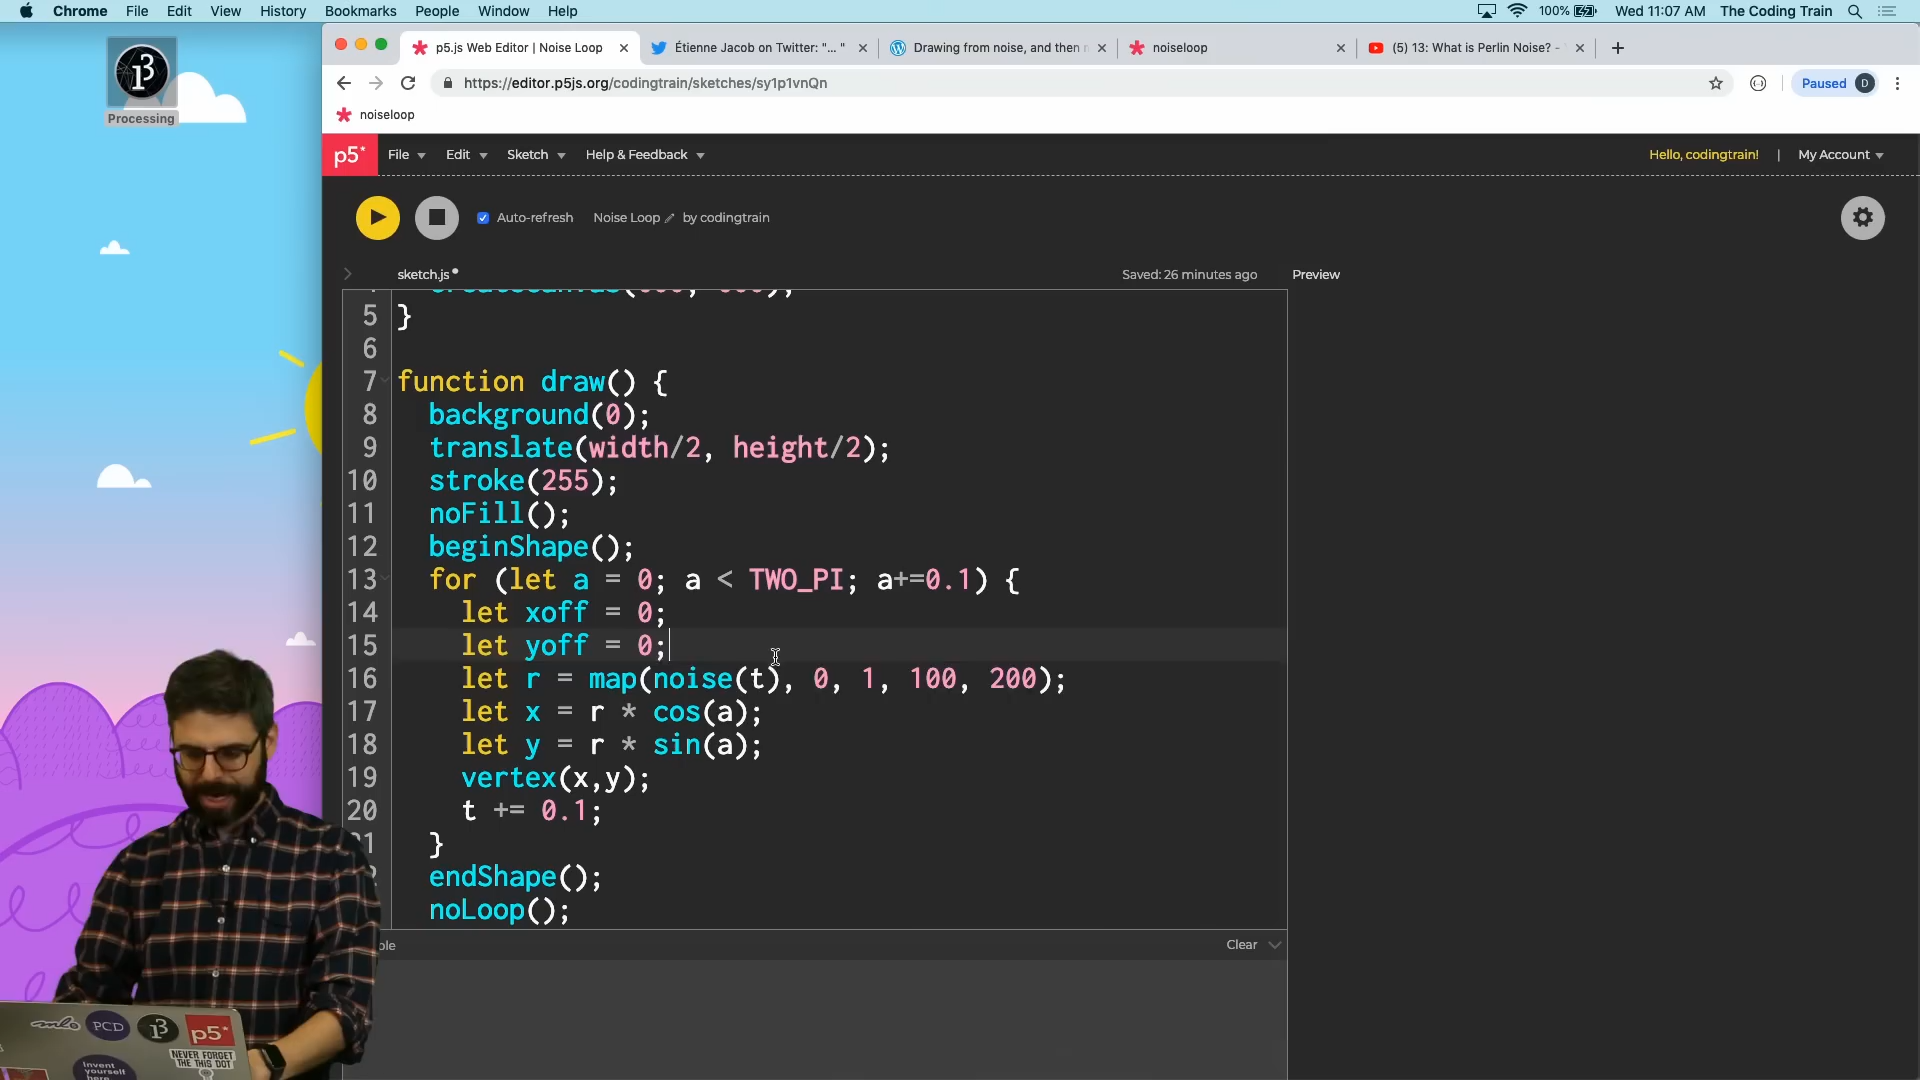 Chrome File Edit View History Bookmarks People Window Help 100% Wed 11:07 AM The Coding Train
Processing
p5.js Web Editor | Noise Loop
Étienne Jacob on Twitter: "... "
Drawing from noise, and then
noiseloop
(5) 13: What is Perlin Noise? -
https://editor.p5js.org/codingtrain/sketches/sy1p1vnQn
Paused D
noiseloop
p5* File Edit Sketch Help & Feedback Hello, codingtrain! | My Account
Auto-refresh Noise Loop by codingtrain
sketch.js Saved: 26 minutes ago Preview
5 }
6
7 function draw() {
8 background(0);
9 translate(width/2, height/2);
10 stroke(255);
11 noFill();
12 beginShape();
13 for (let a = 0; a < TWO_PI; a+=0.1) {
14 let xoff = 0;
15 let yoff = 0;
16 let r = map(noise(t), 0, 1, 100, 200);
17 let x = r * cos(a);
18 let y = r * sin(a);
19 vertex(x,y);
20 t += 0.1;
}
endShape();
noLoop();
Clear
mlo
PCD
p5*
NEVER FORGET
THE THIS DOT
Invent
yourself
here